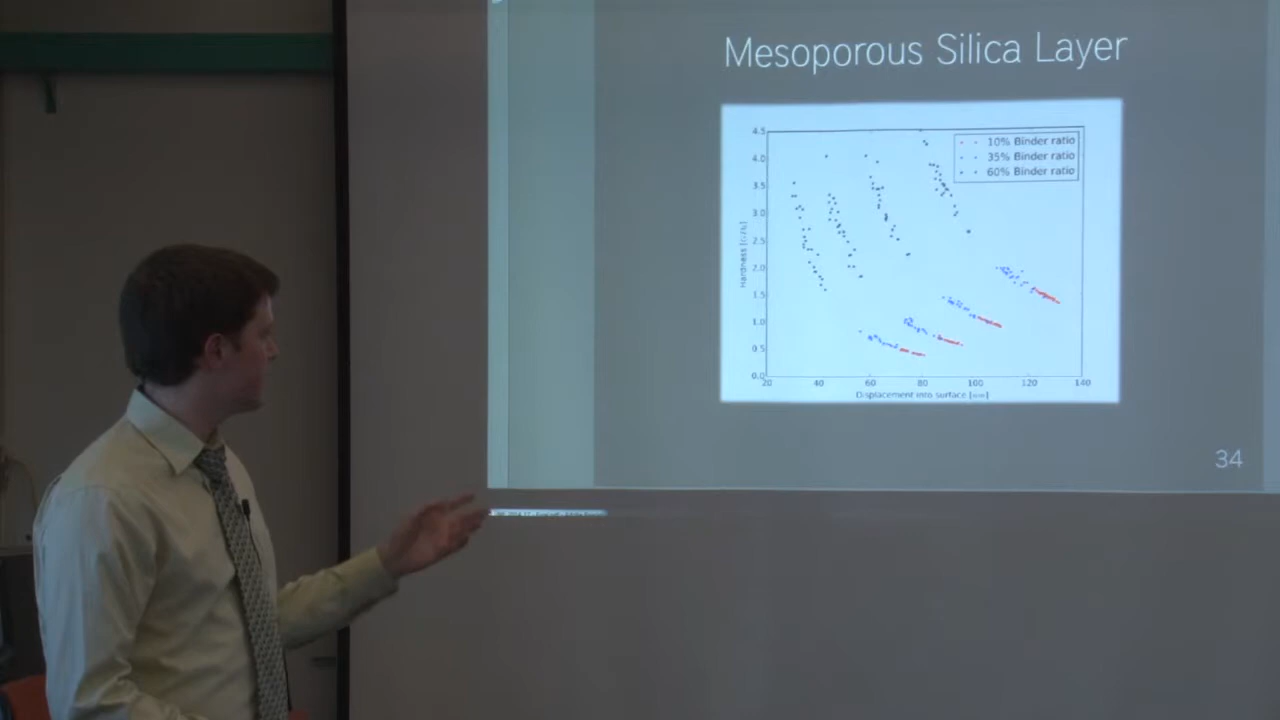 Mesoporous Silica Layer
4.5
10% Binder ratio
35% Binder ratio
60% Binder ratio
4.0
3.5
3.0
2.5
2.0
1.5
1.0
0.5
0.0
Hardness
20 40 60 80 100 120 140
Displacement into surface
34